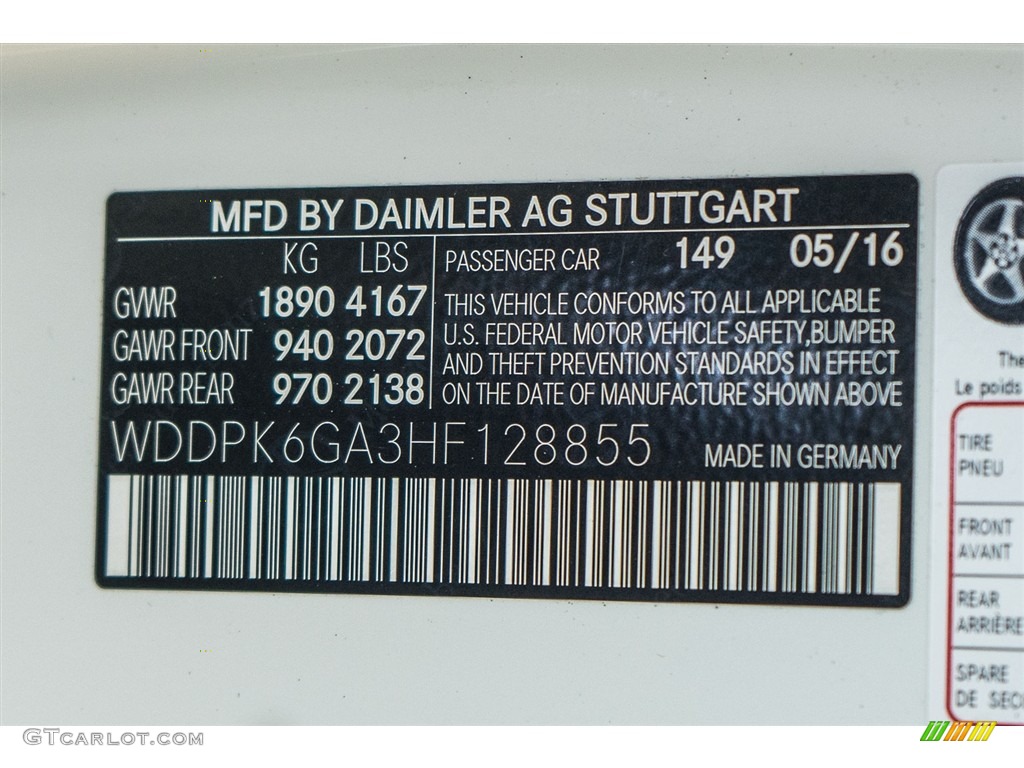 MFD BY DAIMLER AG STUTTGART
KG LBS
GVWR 1890 4167
GAWR FRONT 940 2072
GAWR REAR 970 2138
PASSENGER CAR 149 05/16
THIS VEHICLE CONFORMS TO ALL APPLICABLE
U.S. FEDERAL MOTOR VEHICLE SAFETY, BUMPER
AND THEFT PREVENTION STANDARDS IN EFFECT
ON THE DATE OF MANUFACTURE SHOWN ABOVE
WDDPK6GA3HF128855 MADE IN GERMANY
The
Le poids
TIRE
PNEU
FRONT
AVANT
REAR
ARRIÈRE
SPARE
DE SEC
GTCARLOT.COM